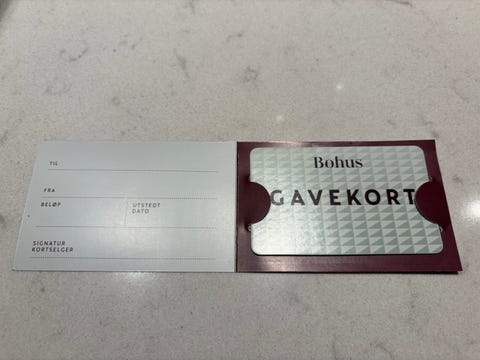 TIL
FRA
BELØP
UTSTEDT
DATO
SIGNATUR
KORTSELGER
Bohus
GAVEKORT